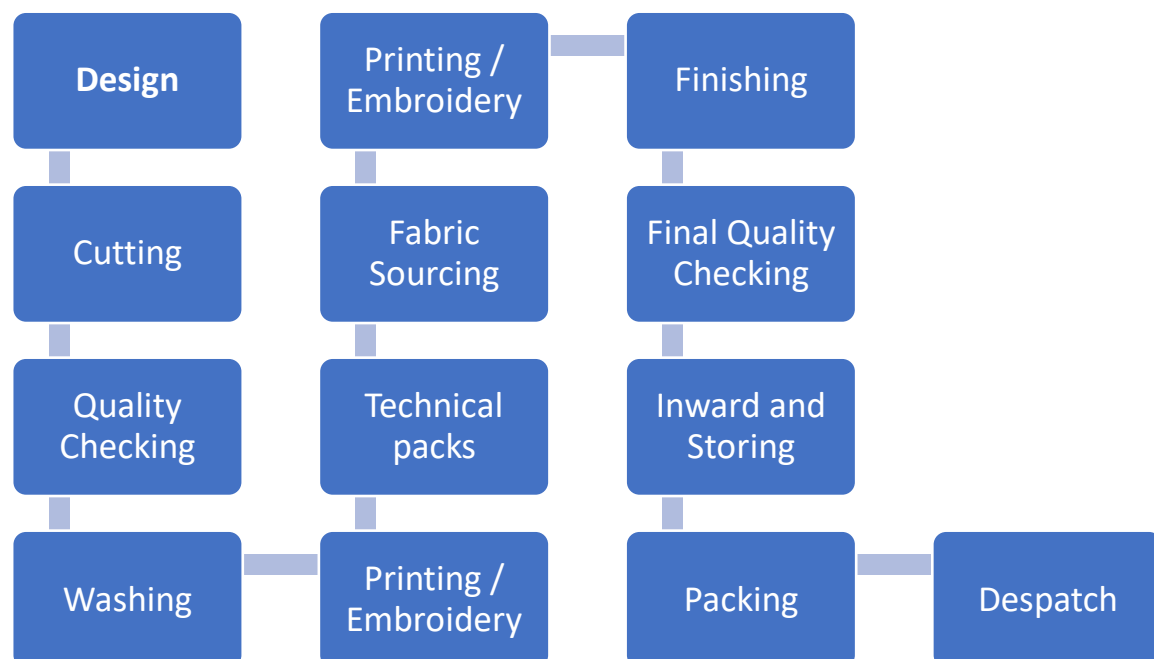 Design
Cutting
Quality
Checking
Washing
Printing /
Embroidery
Technical
packs
Fabric
Sourcing
Printing /
Embroidery
Finishing
Final Quality
Checking
Inward and
Storing
Packing
Despatch